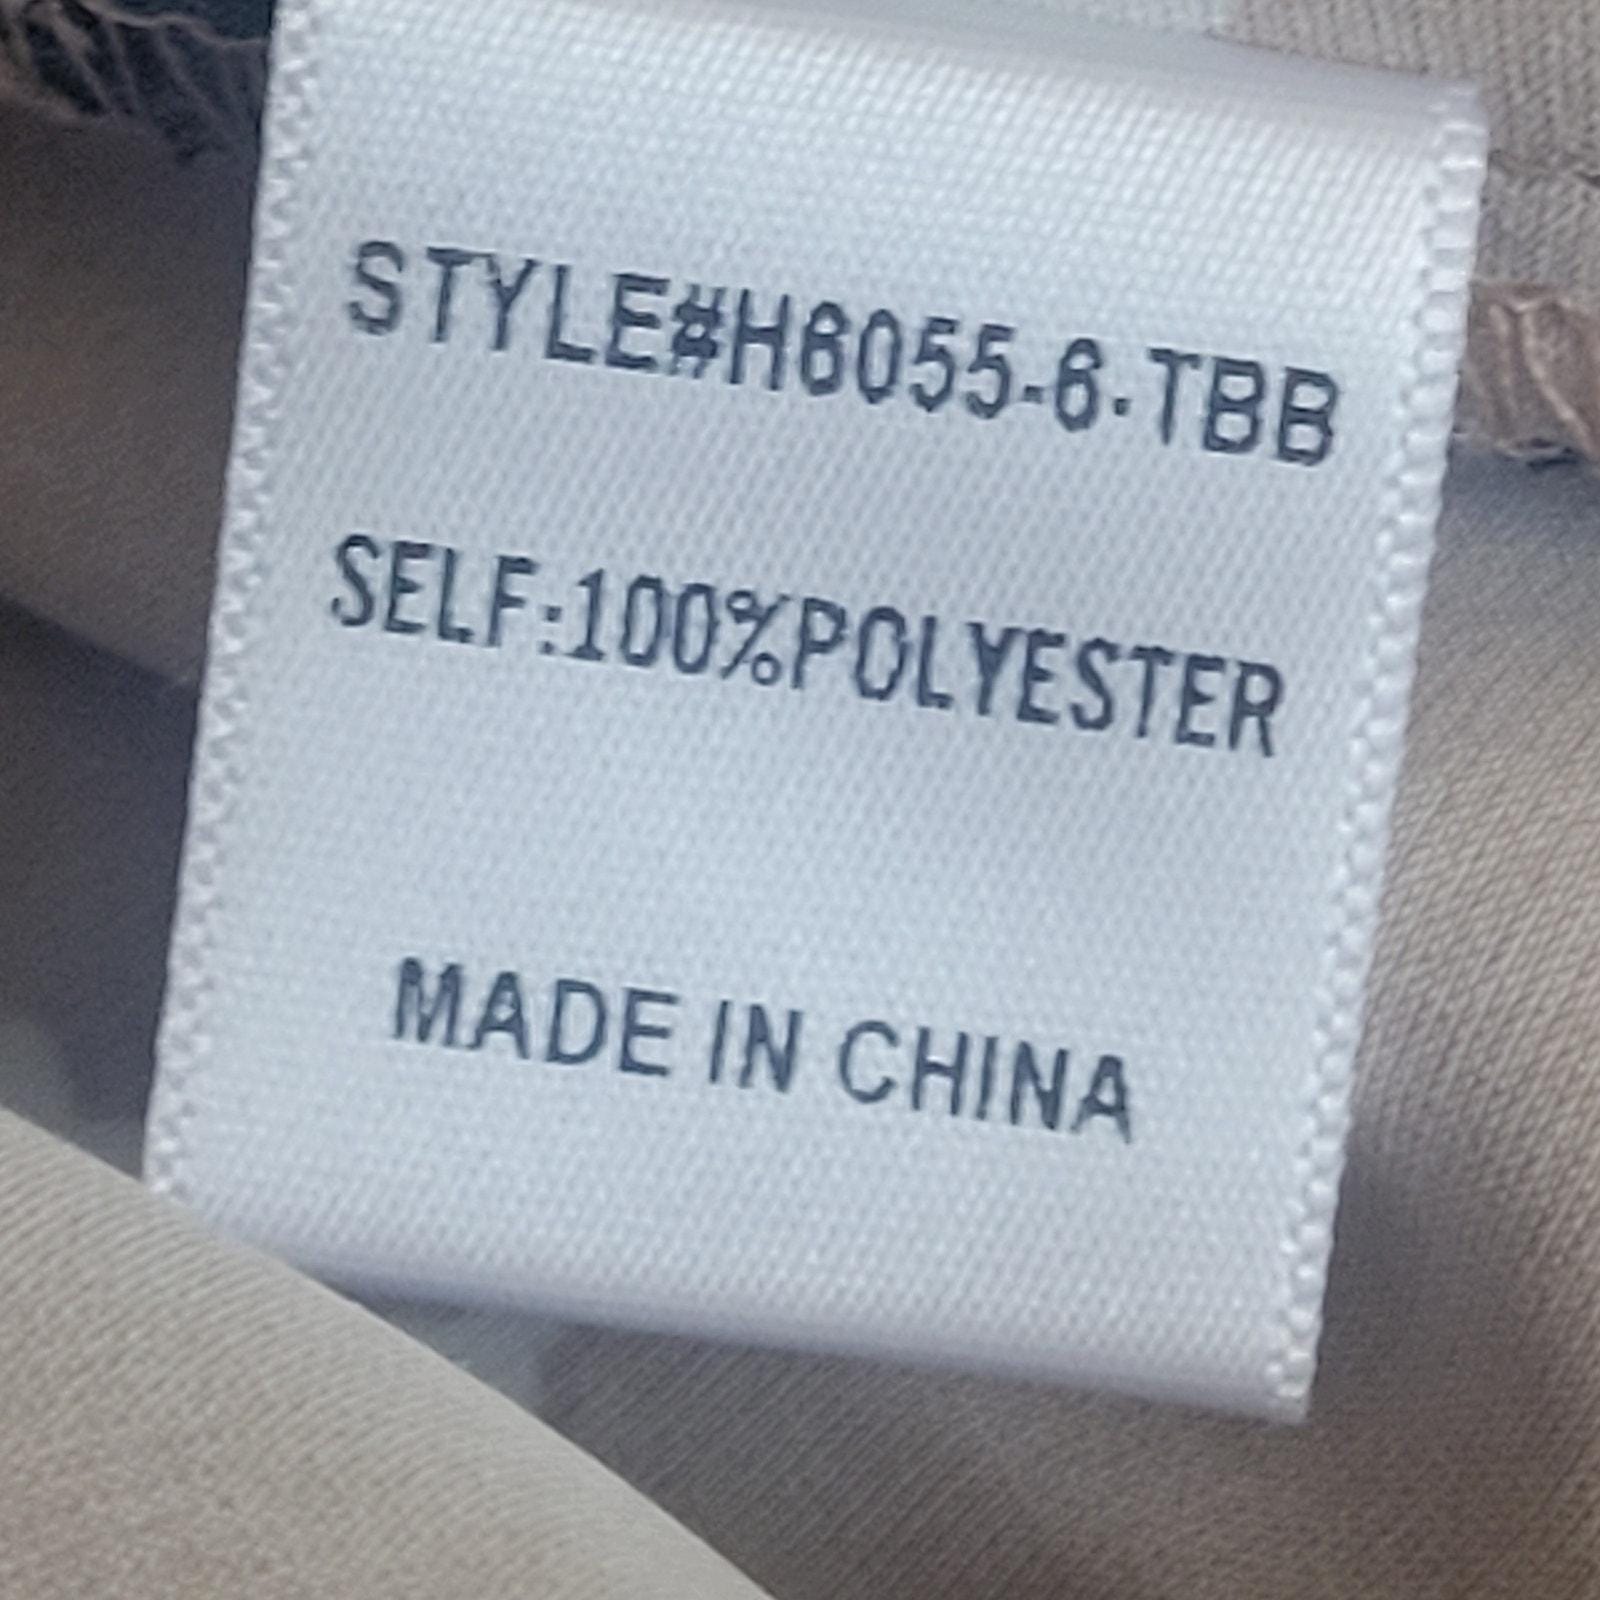 STYLE#H6055-6-TBB
SELF:100%POLYESTER
MADE IN CHINA